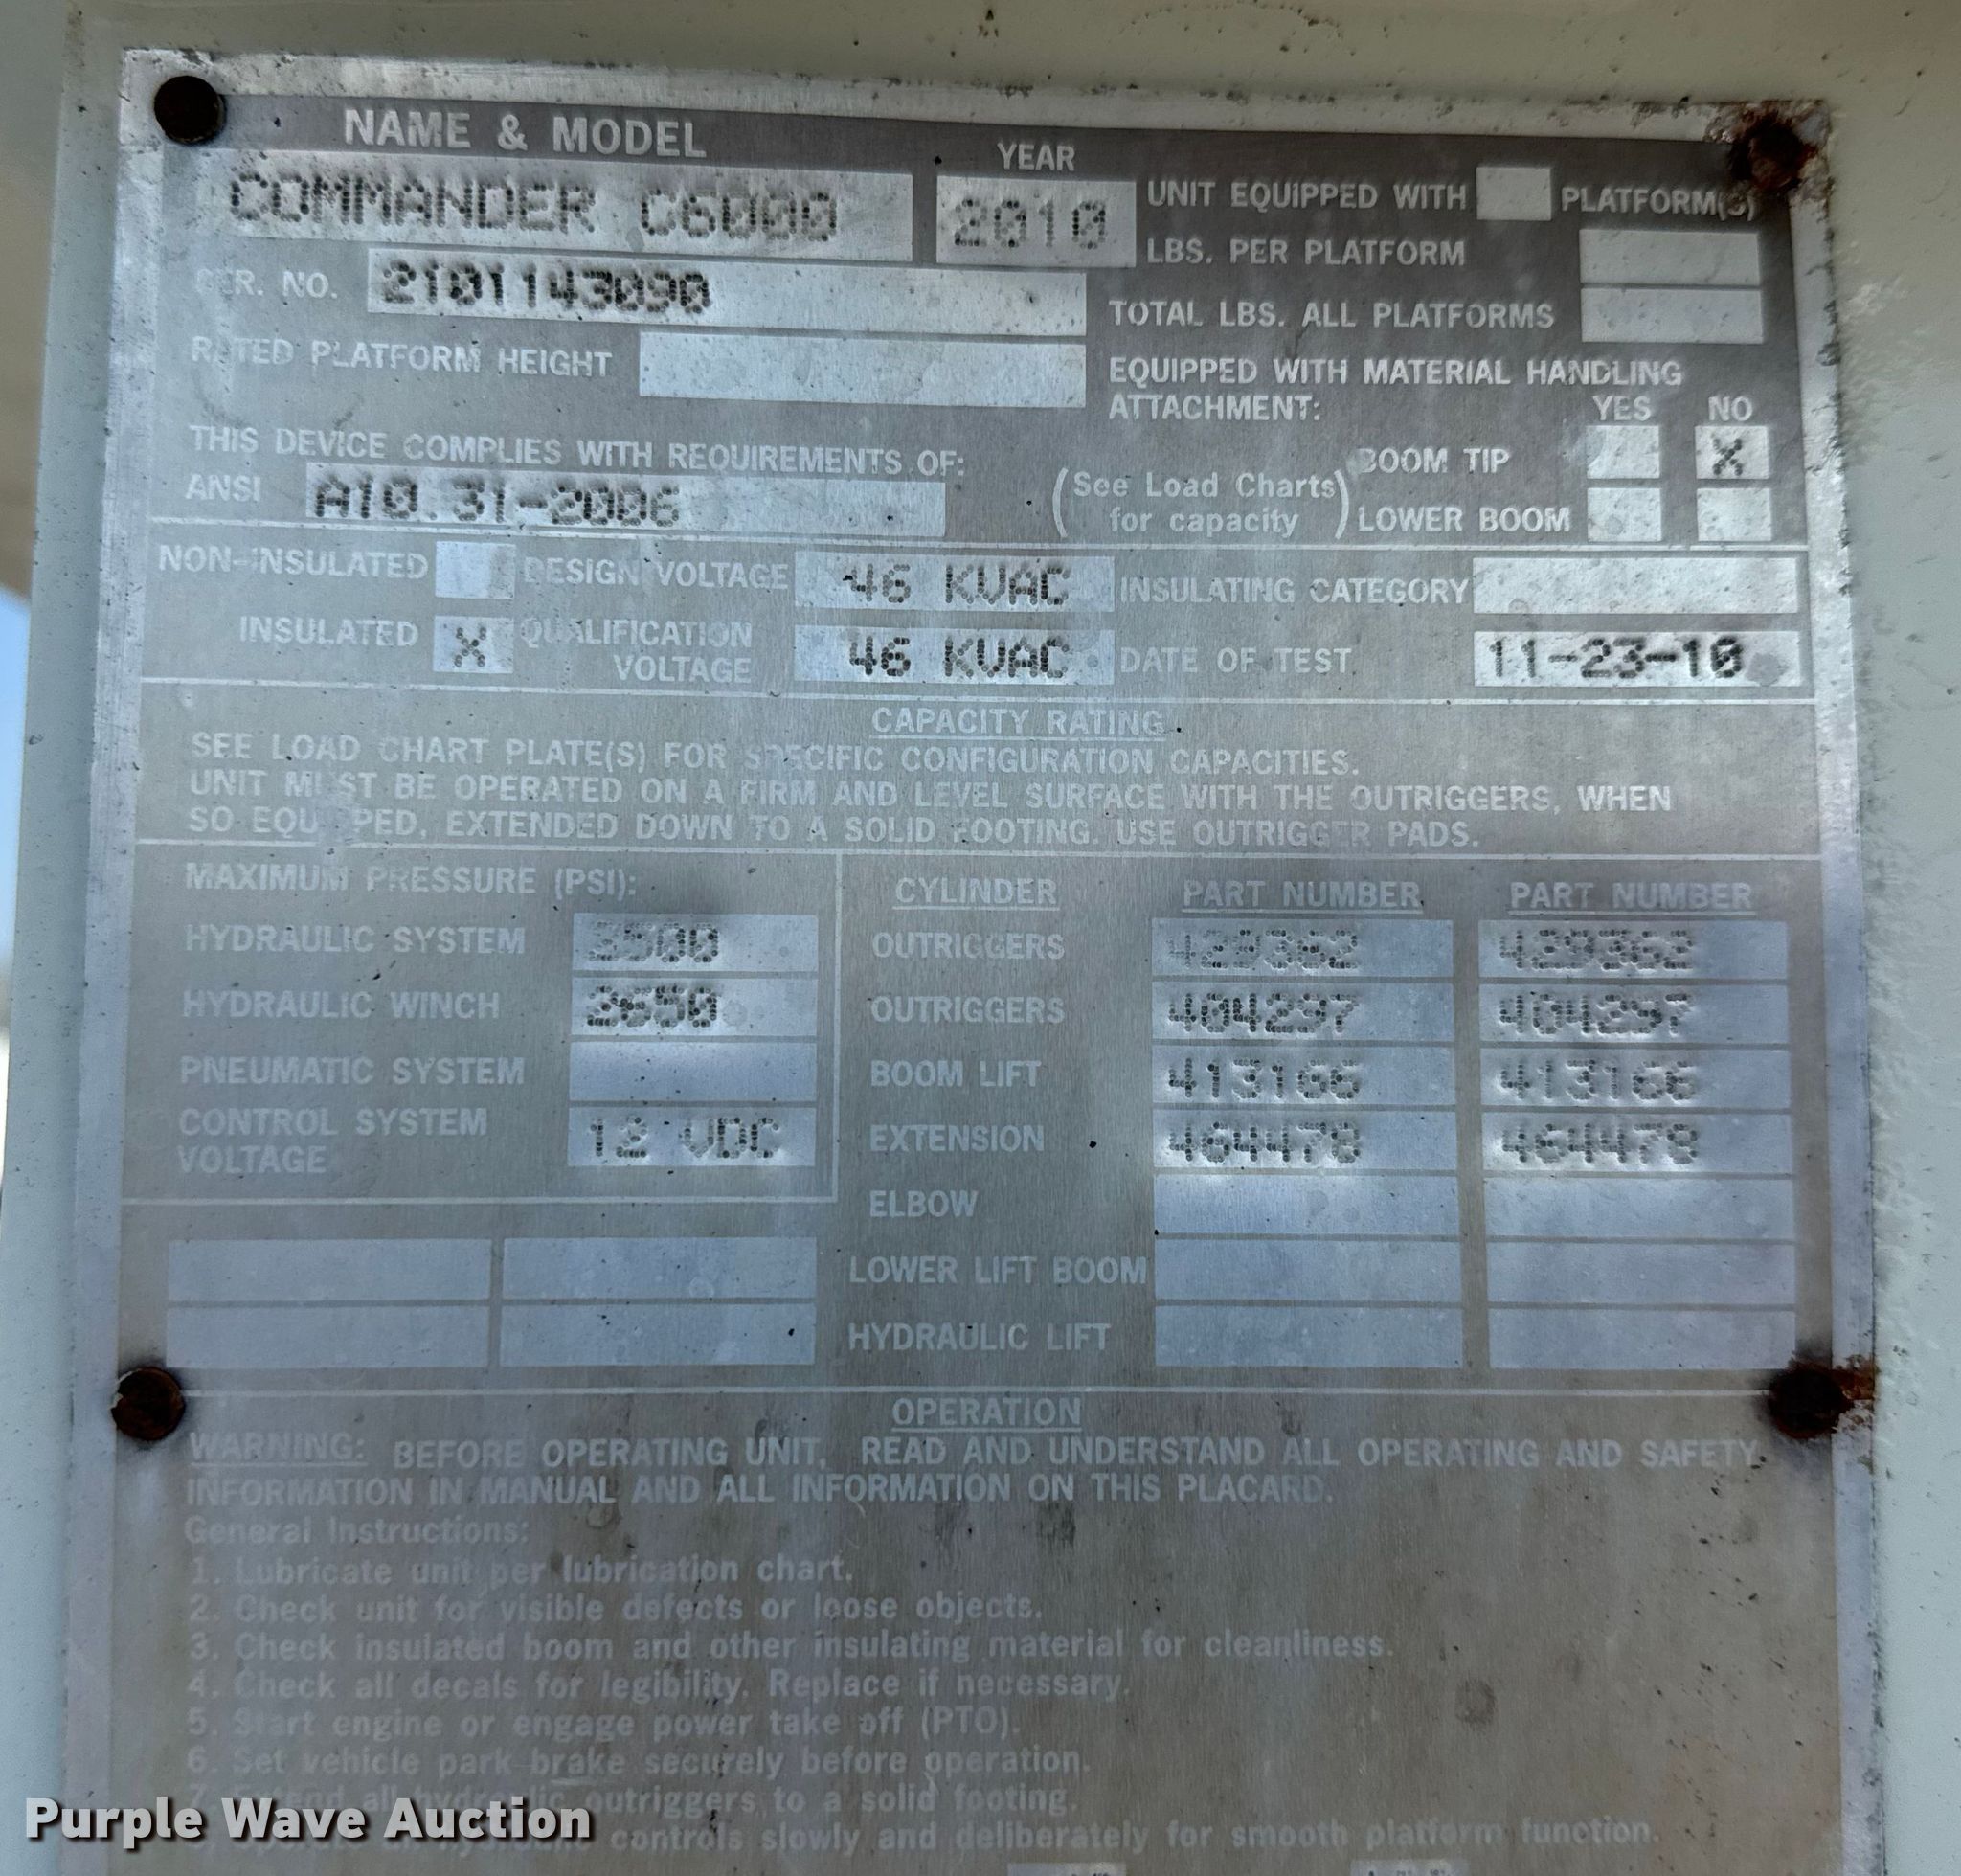 NAME & MODEL
YEAR
COMMANDER C6000
2010
UNIT EQUIPPED WITH PLATFORM(S)
LBS. PER PLATFORM
SER. NO. 2101143090
TOTAL LBS. ALL PLATFORMS
RATED PLATFORM HEIGHT
EQUIPPED WITH MATERIAL HANDLING
ATTACHMENT:
YES NO
THIS DEVICE COMPLIES WITH REQUIREMENTS OF:
ANSI A10.31-2006
(See Load Charts for capacity)
BOOM TIP X
LOWER BOOM
NON-INSULATED DESIGN VOLTAGE 46 KVAC INSULATING CATEGORY
INSULATED X QUALIFICATION VOLTAGE 46 KVAC DATE OF TEST 11-23-10
CAPACITY RATING
SEE LOAD CHART PLATE(S) FOR SPECIFIC CONFIGURATION CAPACITIES.
UNIT MUST BE OPERATED ON A FIRM AND LEVEL SURFACE WITH THE OUTRIGGERS, WHEN
SO EQUIPPED, EXTENDED DOWN TO A SOLID FOOTING. USE OUTRIGGER PADS.
MAXIMUM PRESSURE (PSI):
HYDRAULIC SYSTEM
HYDRAULIC WINCH 2650
PNEUMATIC SYSTEM
CONTROL SYSTEM
VOLTAGE 12 VDC
CYLINDER PART NUMBER PART NUMBER
OUTRIGGERS 429362 429362
OUTRIGGERS 404297 404297
BOOM LIFT 413166 413166
EXTENSION 464478 464478
ELBOW
LOWER LIFT BOOM
HYDRAULIC LIFT
OPERATION
WARNING: BEFORE OPERATING UNIT, READ AND UNDERSTAND ALL OPERATING AND SAFETY
INFORMATION IN MANUAL AND ALL INFORMATION ON THIS PLACARD.
General Instructions:
1. Lubricate unit per lubrication chart.
2. Check unit for visible defects or loose objects.
3. Check insulated boom and other insulating material for cleanliness.
4. Check all decals for legibility. Replace if necessary.
5. Start engine or engage power take off (PTO).
6. Set vehicle park brake securely before operation.
7. Extend all hydraulic outriggers to a solid footing.
controls slowly and deliberately for smooth platform function.
Purple Wave Auction